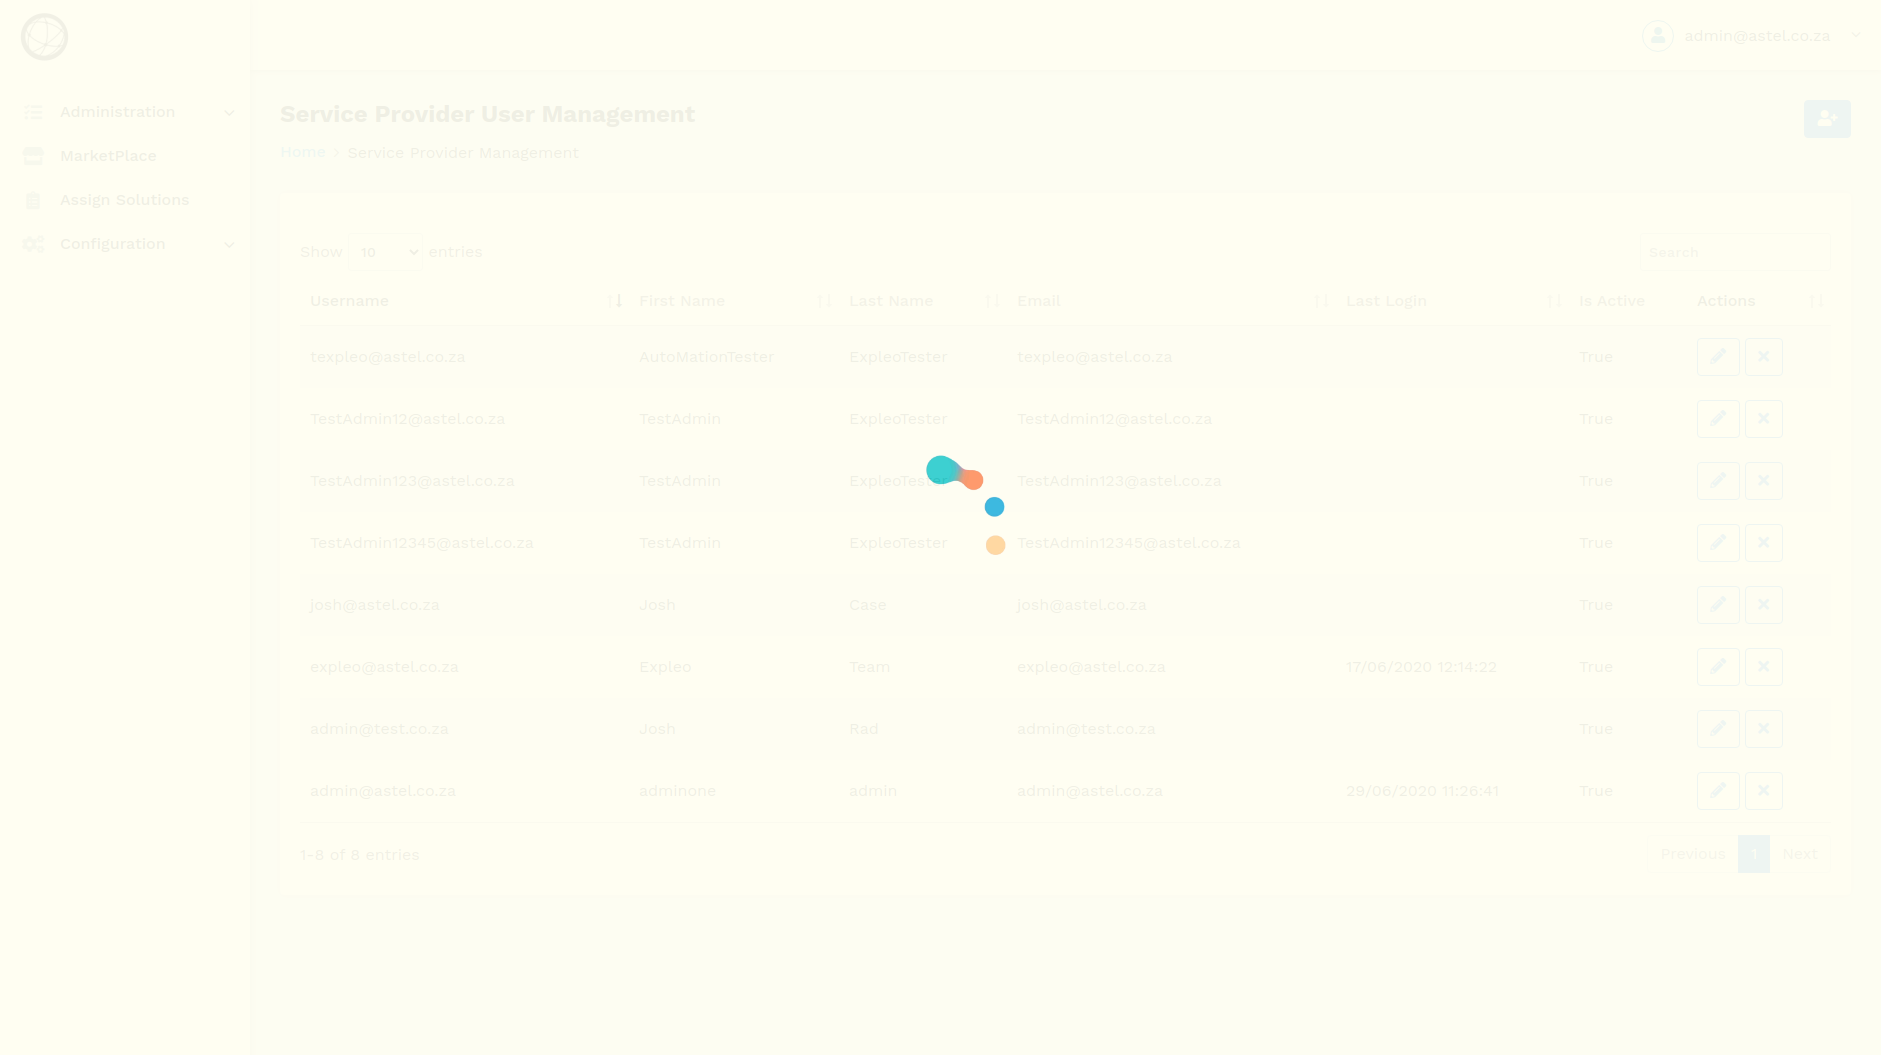 admin@astel.co.za
Administration
MarketPlace
Assign Solutions
Configuration
Service Provider User Management
Home › Service Provider Management
Show 10 entries
Search
Username First Name Last Name Email Last Login Is Active Actions
texpleo@astel.co.za AutoMationTester ExpleoTester texpleo@astel.co.za True
TestAdmin12@astel.co.za TestAdmin ExpleoTester TestAdmin12@astel.co.za True
TestAdmin123@astel.co.za TestAdmin ExpleoTester TestAdmin123@astel.co.za True
TestAdmin12345@astel.co.za TestAdmin ExpleoTester TestAdmin12345@astel.co.za True
josh@astel.co.za Josh Case josh@astel.co.za True
expleo@astel.co.za Expleo Team expleo@astel.co.za 17/06/2020 12:14:22 True
admin@test.co.za Josh Rad admin@test.co.za True
admin@astel.co.za adminone admin admin@astel.co.za 29/06/2020 11:26:41 True
1-8 of 8 entries
Previous 1 Next